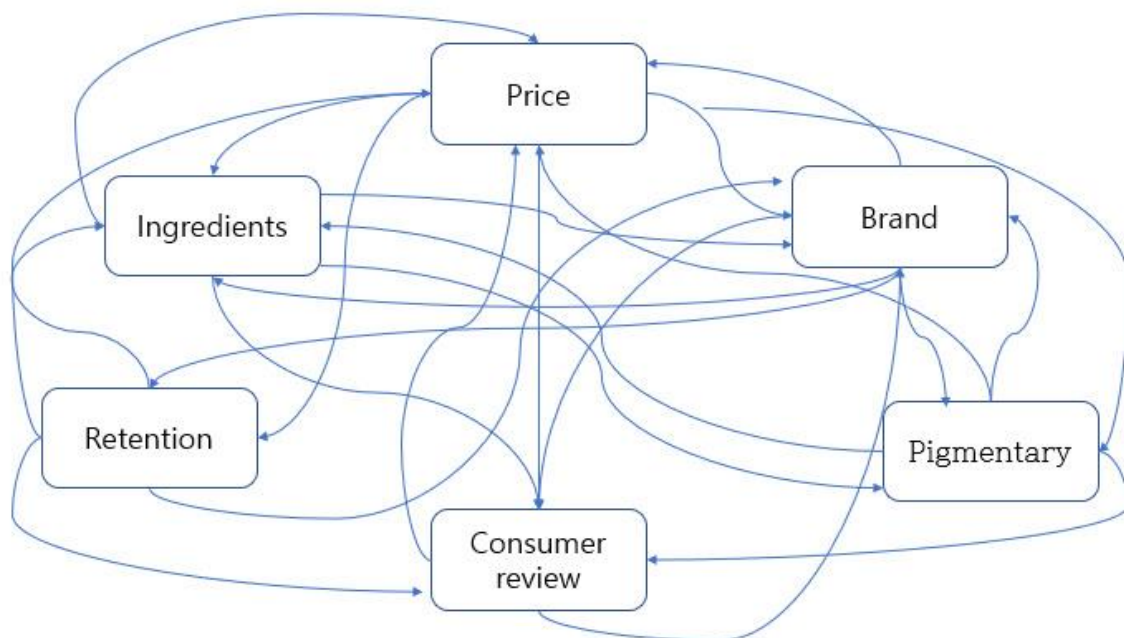 Price
Ingredients
Brand
Retention
Pigmentary
Consumer
review